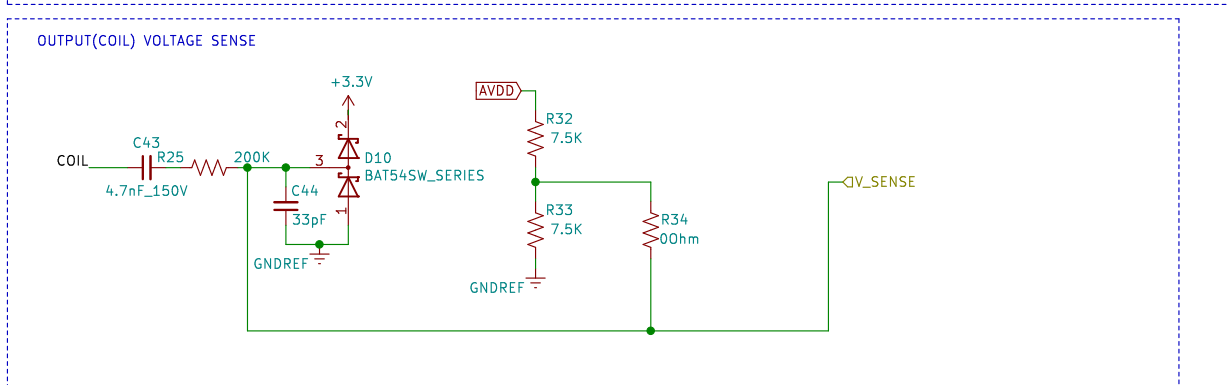 OUTPUT(COIL) VOLTAGE SENSE
+3.3V
AVDD
2
R32
7.5K
C43
COIL
R25
200K
3
D10
BAT54SW_SERIES
4.7nF_150V
C44
33pF
1
GNDREF
V_SENSE
R33
7.5K
R34
0Ohm
GNDREF